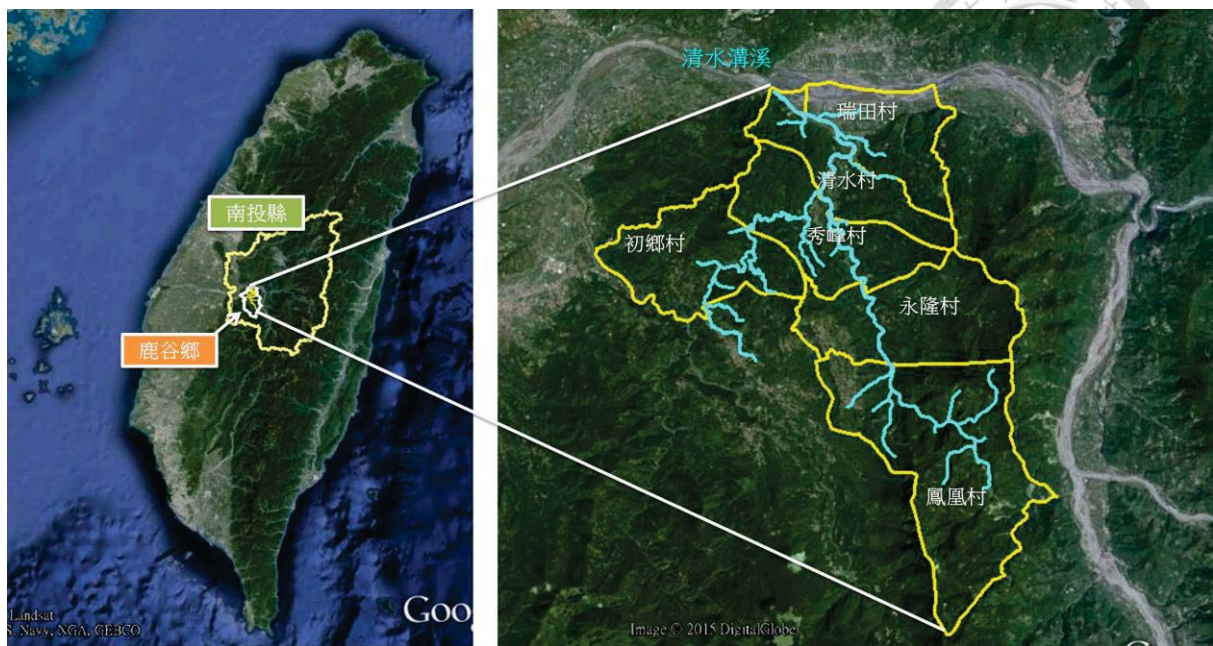 南投縣
鹿谷鄉
Landsat
S. Navy, NGA, GEBCO
Goo
清水溝溪
瑞田村
清水村
初鄉村
秀峰村
永隆村
鳳凰村
Image © 2015 DigitalGlobe